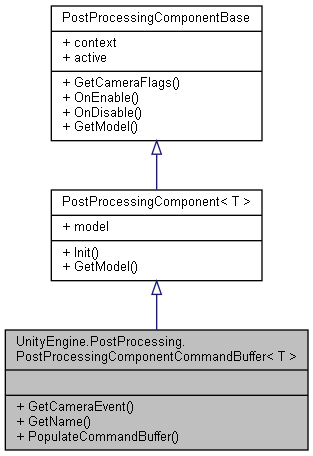 PostProcessingComponentBase
+ context
+ active
+ GetCameraFlags()
+ OnEnable()
+ OnDisable()
+ GetModel()
PostProcessingComponent< T >
+ model
+ Init()
+ GetModel()
UnityEngine.PostProcessing.
PostProcessingComponentCommandBuffer< T >
+ GetCameraEvent()
+ GetName()
+ PopulateCommandBuffer()